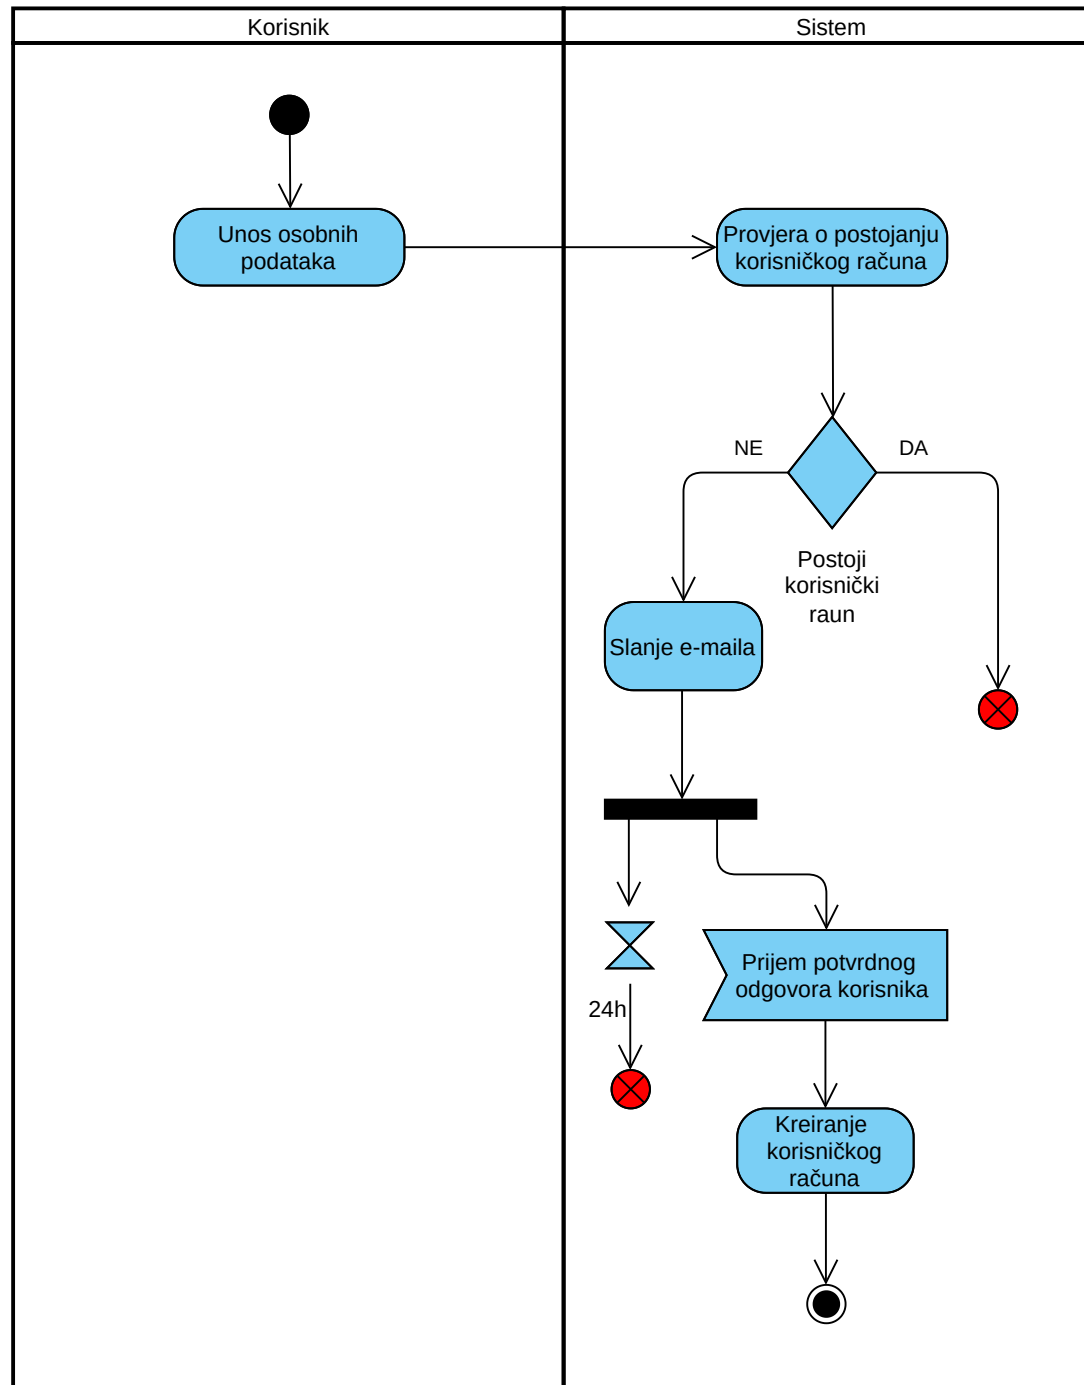 Korisnik
Sistem
Unos osobnih
podataka
Provjera o postojanju
korisničkog računa
NE
DA
Postoji
korisnički
raun
Slanje e-maila
Prijem potvrdnog
odgovora korisnika
24h
Kreiranje
korisničkog
računa